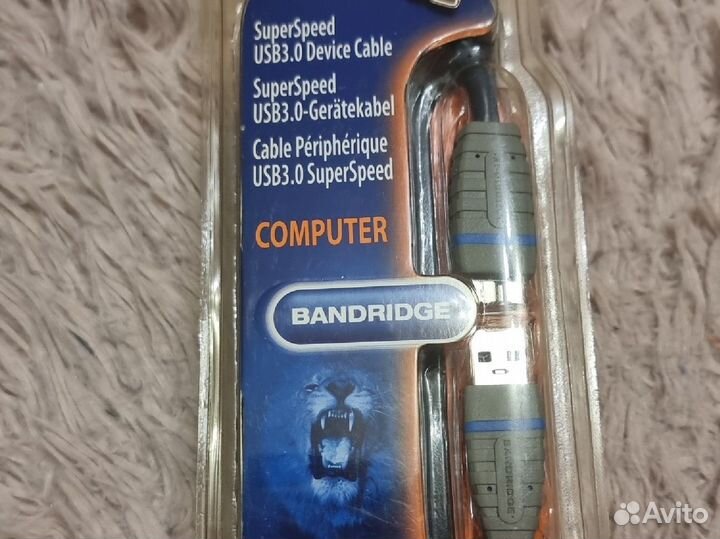 SuperSpeed
USB3.0 Device Cable
SuperSpeed
USB3.0-Gerätekabel
Cable Périphérique
USB3.0 SuperSpeed
COMPUTER
BANDRIDGE
BANDRIDGE
Avito